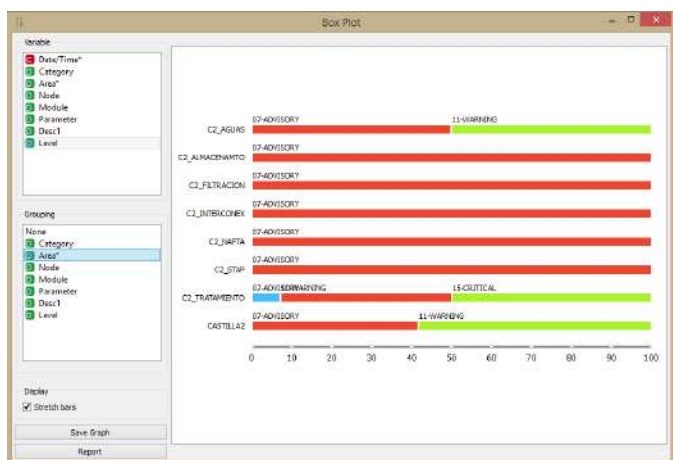 Box Plot
Variable
Date/Time*
Category
Area*
Node
Module
Parameter
Desc1
Level
Grouping
None
Category
Area*
Node
Module
Parameter
Desc1
Level
Display
Stretch bars
Save Graph
Report
07-ADVISORY 11-WARNING
C2_AGUAS
07-ADVISORY
C2_ALMACENAMTO
07-ADVISORY
C2_FILTRACION
07-ADVISORY
C2_INTERCONEX
07-ADVISORY
C2_NAFTA
07-ADVISORY
C2_STAP
15-CRITICAL
C2_TRATAMIENTO
07-ADVISORY 11-WARNING
CASTILLA2
0 10 20 30 40 50 60 70 80 90 100